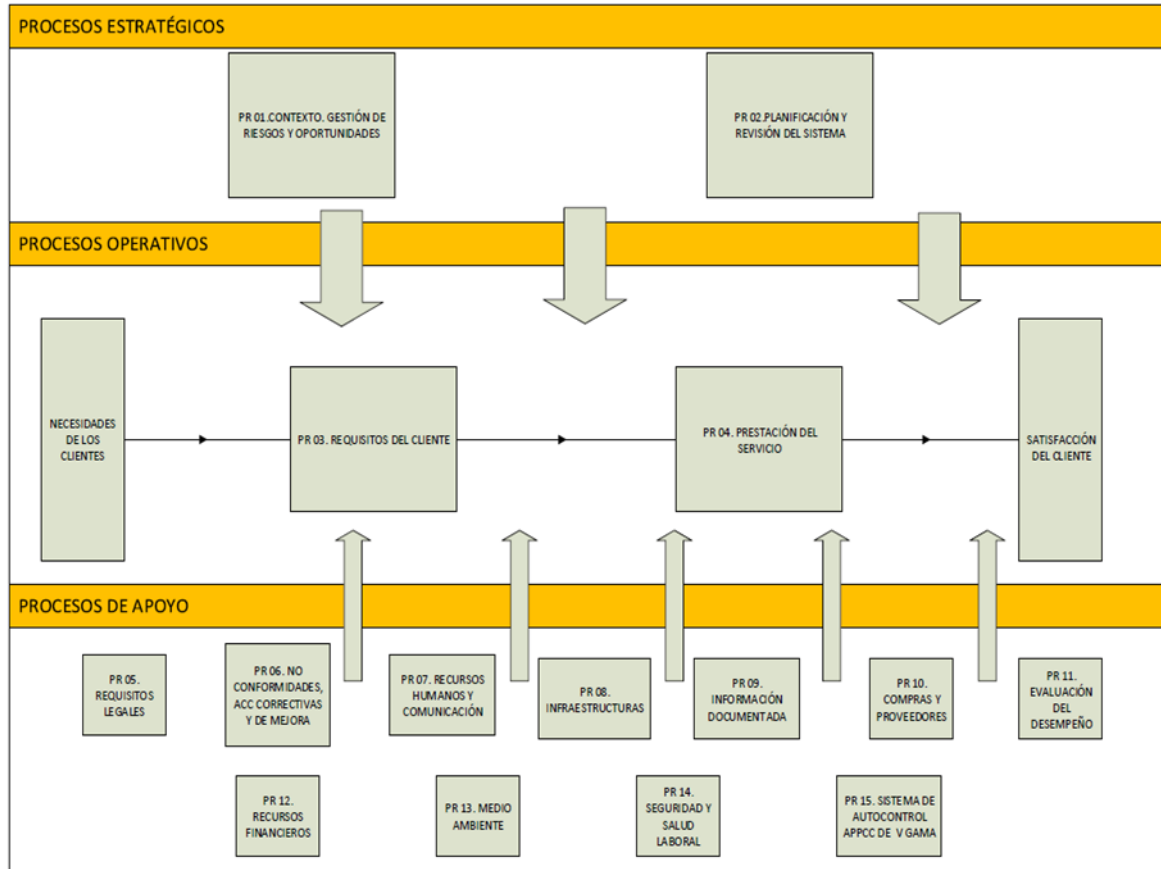 PROCESOS ESTRATÉGICOS
PR 01.CONTEXTO. GESTIÓN DE
RIESGOS Y OPORTUNIDADES
PR 02.PLANIFICACIÓN Y
REVISIÓN DEL SISTEMA
PROCESOS OPERATIVOS
NECESIDADES
DE LOS
CLIENTES
PR 03. REQUISITOS DEL CLIENTE
PR 04. PRESTACIÓN DEL
SERVICIO
SATISFACCIÓN
DEL CLIENTE
PROCESOS DE APOYO
PR 05.
REQUISITOS
LEGALES
PR 06. NO
CONFORMIDADES,
ACC CORRECTIVAS
Y DE MEJORA
PR 07. RECURSOS
HUMANOS Y
COMUNICACIÓN
PR 08.
INFRAESTRUCTURAS
PR 09.
INFORMACIÓN
DOCUMENTADA
PR 10.
COMPRAS Y
PROVEEDORES
PR 11.
EVALUACIÓN
DEL
DESEMPEÑO
PR 12.
RECURSOS
FINANCIEROS
PR 13. MEDIO
AMBIENTE
PR 14.
SEGURIDAD Y
SALUD
LABORAL
PR 15. SISTEMA DE
AUTOCONTROL
APPCC DE V GAMA